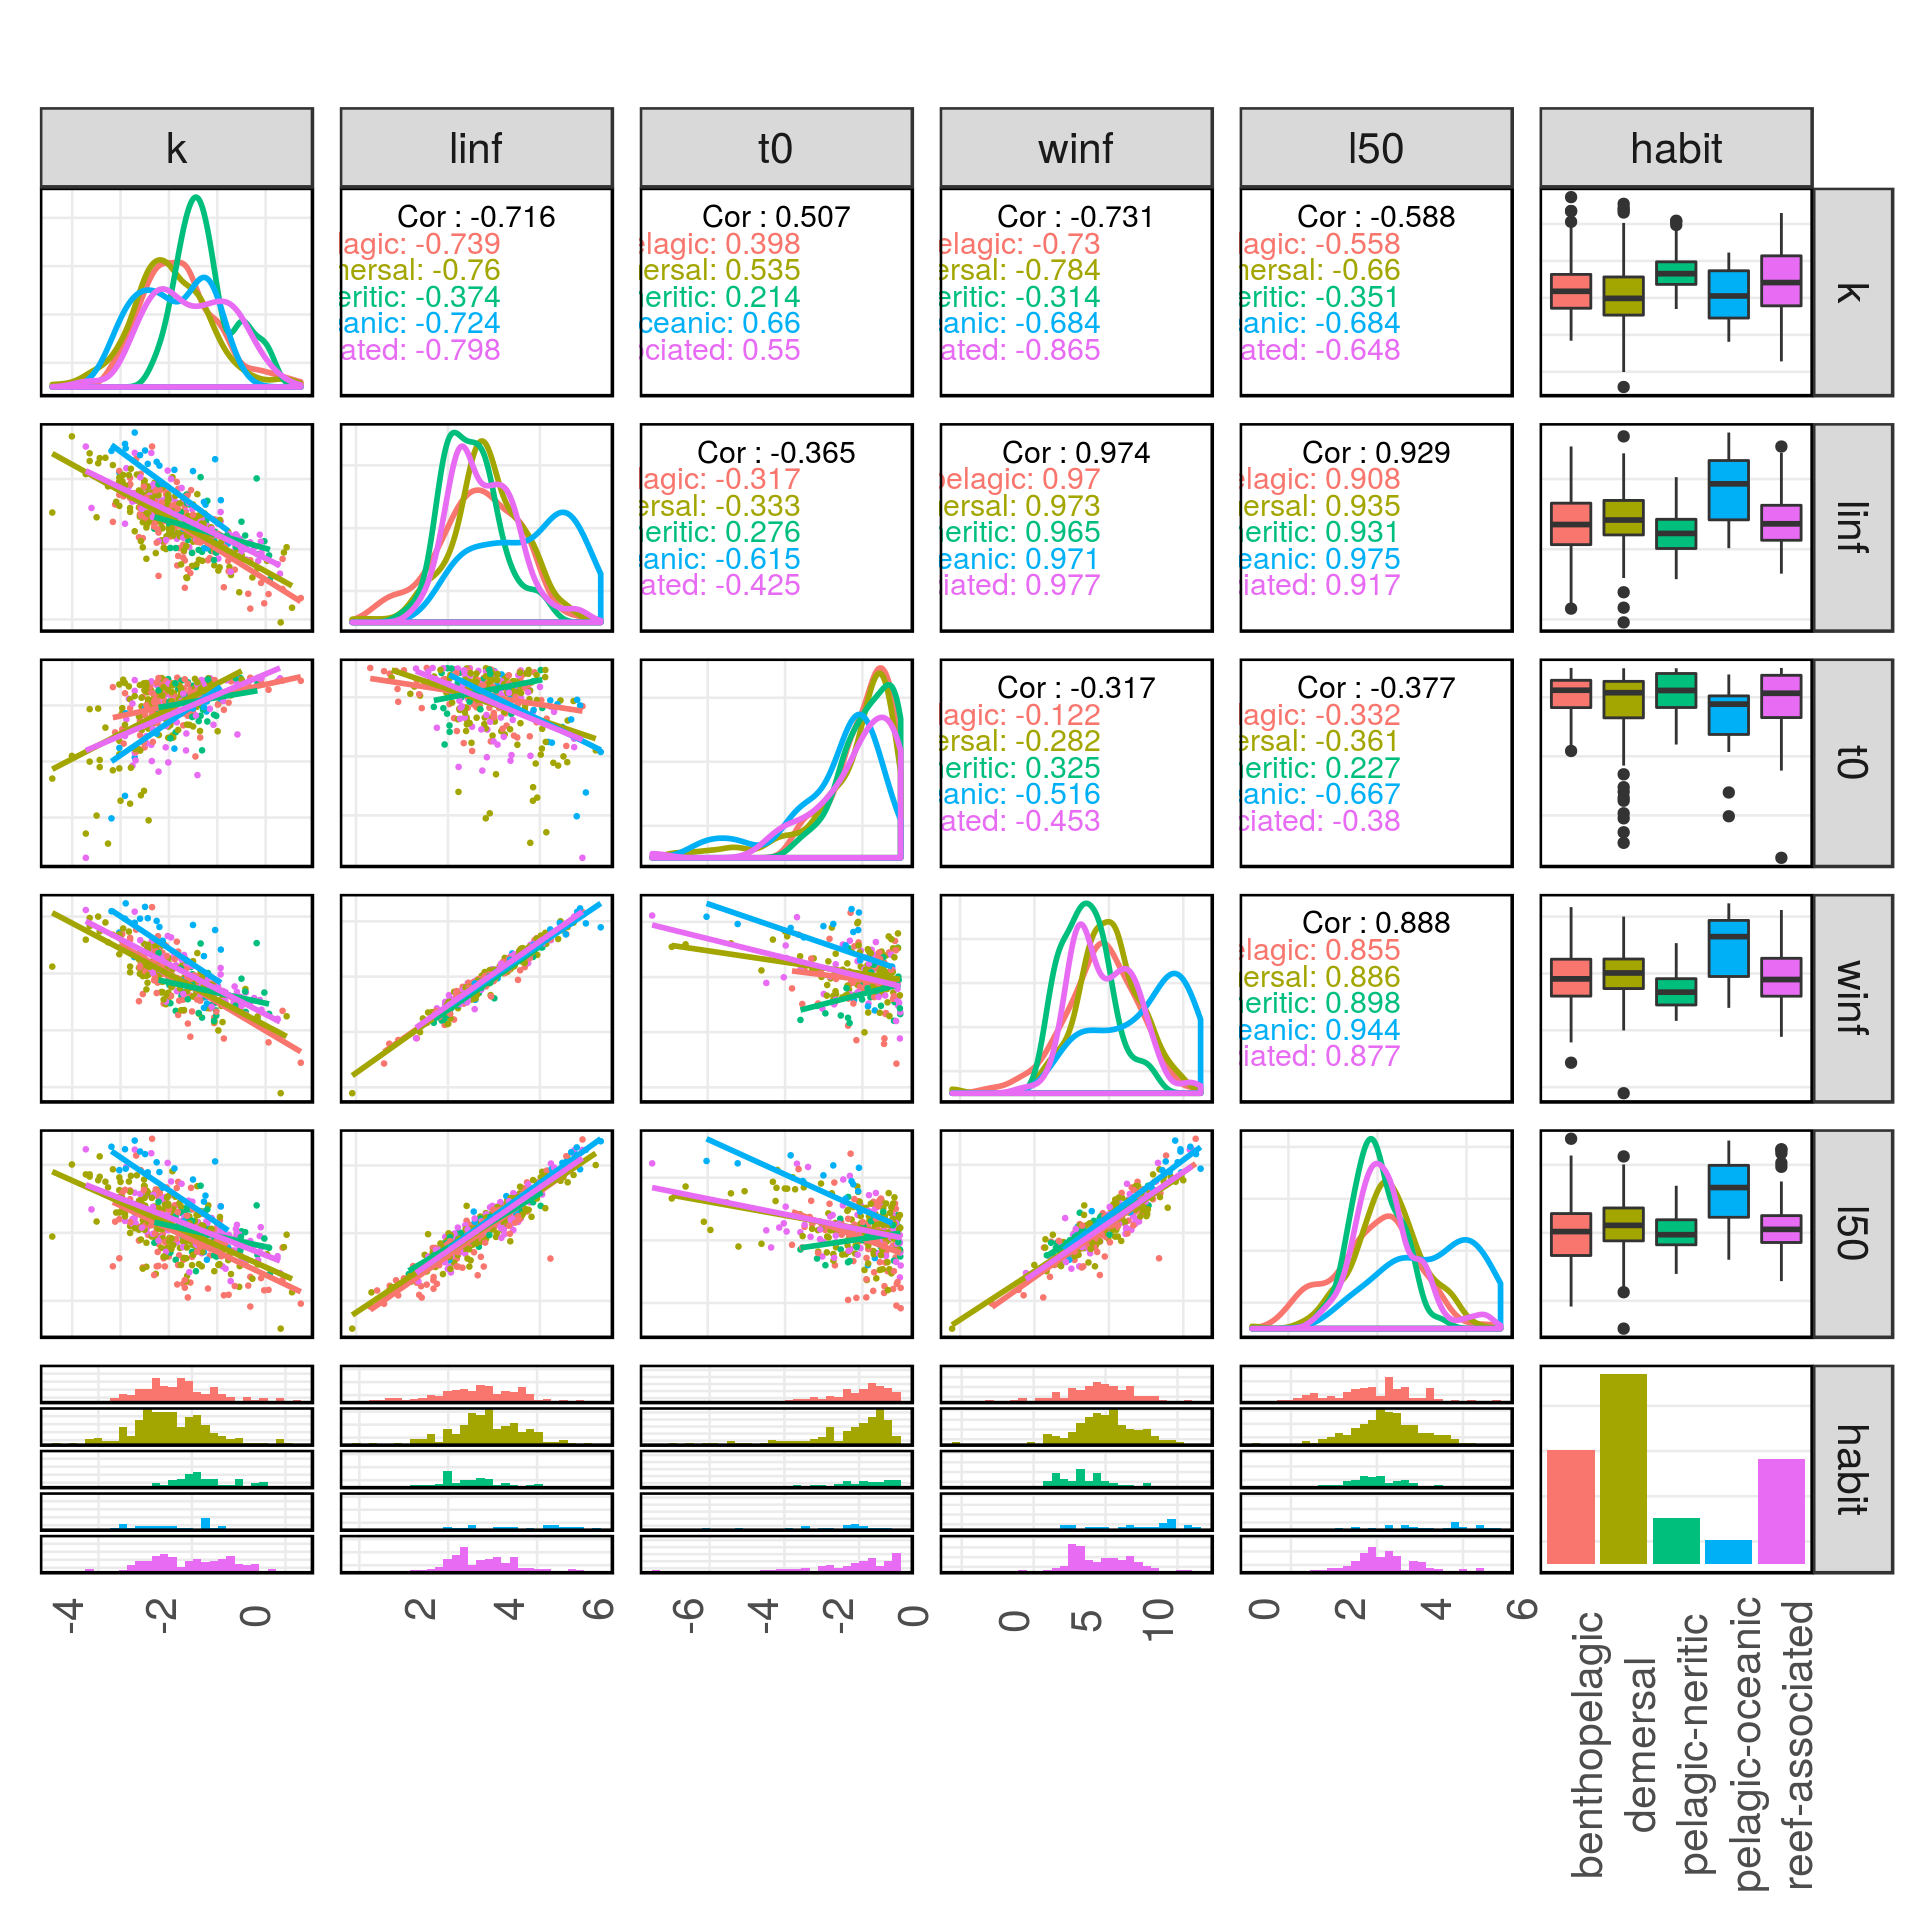 k linf t0 winf l50 habit
Cor : -0.716 Cor : 0.507 Cor : -0.731 Cor : -0.588
agic: -0.739 elagic: 0.398 elagic: -0.73 agic: -0.558
ersal: -0.76 ersal: 0.535 ersal: -0.784 ersal: -0.66
eritic: -0.374 eritic: 0.214 eritic: -0.314 eritic: -0.351
anic: -0.724 ceanic: 0.66 anic: -0.684 anic: -0.684
ated: -0.798 ciated: 0.55 ated: -0.865 ated: -0.648
k
Cor : -0.365 Cor : 0.974 Cor : 0.929
agic: -0.317 pelagic: 0.97 elagic: 0.908
ersal: -0.333 ersal: 0.973 ersal: 0.935
eritic: 0.276 eritic: 0.965 eritic: 0.931
anic: -0.615 eanic: 0.971 eanic: 0.975
ated: -0.425 ciated: 0.977 ciated: 0.917
linf
Cor : -0.317 Cor : -0.377
agic: -0.122 agic: -0.332
ersal: -0.282 ersal: -0.361
eritic: 0.325 eritic: 0.227
anic: -0.516 anic: -0.667
ated: -0.453 ciated: -0.38
t0
Cor : 0.888
elagic: 0.855
ersal: 0.886
eritic: 0.898
eanic: 0.944
ciated: 0.877
winf
l50
habit
-4 -2 0 2 4 6 -6 -4 -2 0 0 5 10 0 2 4 6
benthopelagic
demersal
pelagic-neritic
pelagic-oceanic
reef-associated